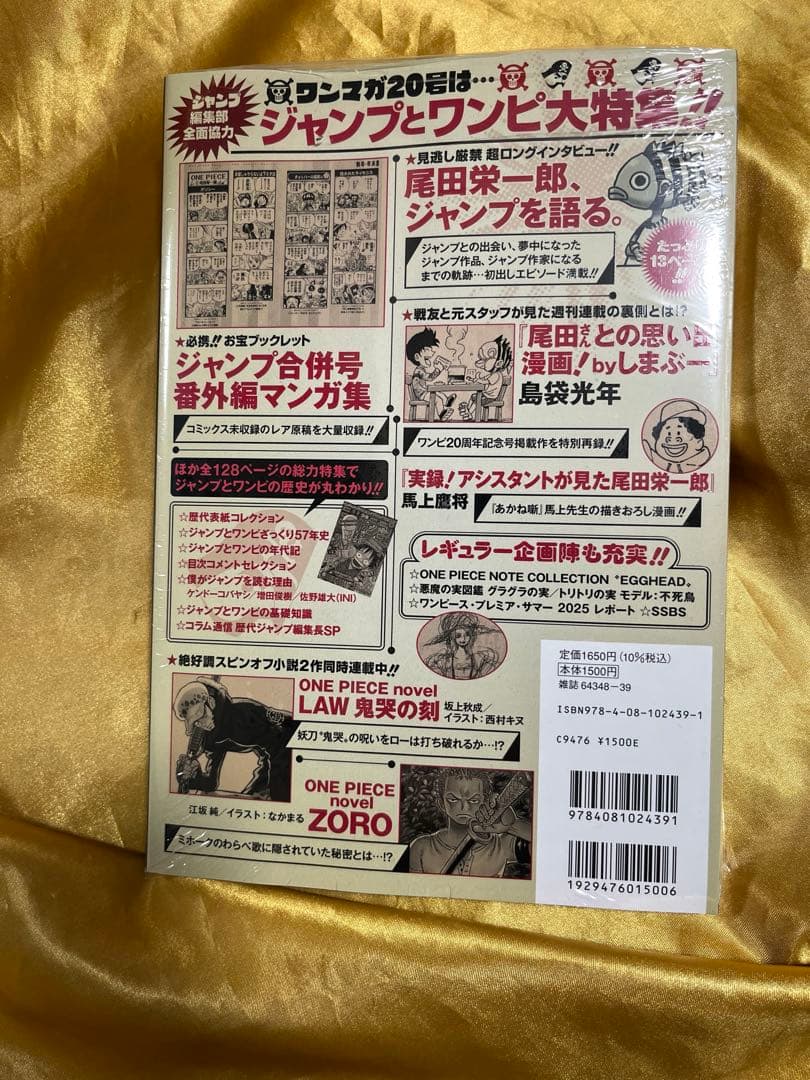 ジャンプ
編集部
全面協力
ワンマガ20号は…
ジャンプとワンピ大特集!!
★見逃し厳禁 超ロングインタビュー!!
尾田栄一郎、
ジャンプを語る。
ジャンプとの出会い、夢中になった
ジャンプ作品、ジャンプ作家になる
までの軌跡…初出しエピソード満載!!
たっぷり
13ページ
!!
ONE PIECE
★必携!! お宝ブックレット
ジャンプ合併号
番外編マンガ集
コミックス未収録のレア原稿を大量収録!!
★戦友と元スタッフが見た週刊連載の裏側とは!?
『尾田さんとの思い出
漫画!byしまぶー』
島袋光年
ワンピ20周年記念号掲載作を特別再録!!
『実録!アシスタントが見た尾田栄一郎』
馬上鷹将
『あかね噺』馬上先生の描きおろし漫画!!
ほか全128ページの総力特集で
ジャンプとワンピの歴史が丸わかり!!
☆歴代表紙コレクション
☆ジャンプとワンピざっくり57年史
☆ジャンプとワンピの年代記
☆目次コメントセレクション
☆僕がジャンプを読む理由
ケンドーコバヤシ/増田俊樹/佐野雄大(INI)
☆ジャンプとワンピの基礎知識
☆コラム通信 歴代ジャンプ編集長SP
レギュラー企画陣も充実!!
☆ONE PIECE NOTE COLLECTION “EGGHEAD”
☆悪魔の実図鑑 グラグラの実/トリトリの実 モデル:不死鳥
☆ワンピース・プレミア・サマー 2025 レポート ☆SSBS
★絶好調スピンオフ小説2作同時連載中!!
ONE PIECE novel
LAW 鬼哭の刻
坂上秋成/
イラスト:西村キヌ
妖刀“鬼哭”の呪いをローは打ち破れるか…!?
ONE PIECE
novel
ZORO
江坂 純/イラスト:なかまる
ミホークのわらべ歌に隠されていた秘密とは…!?
定価1650円(10%税込)
本体1500円
雑誌 64348-39
ISBN978-4-08-102439-1
C9476 ¥1500E
9784081024391
1929476015006